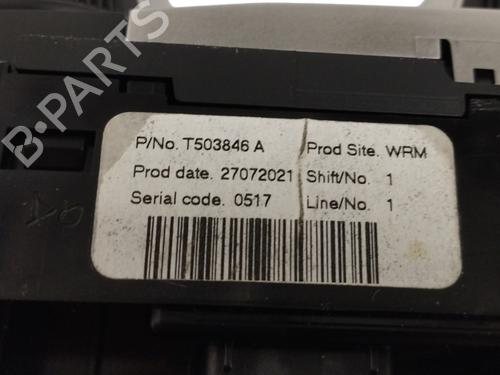 B-PARTS
P/No. T503846 A Prod Site. WRM
Prod date. 27072021 Shift/No. 1
Serial code. 0517 Line/No. 1